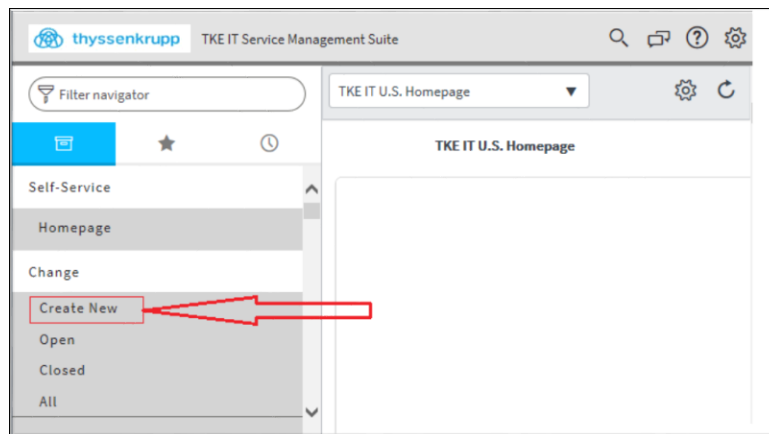 thyssenkrupp TKE IT Service Management Suite
Filter navigator
TKE IT U.S. Homepage
TKE IT U.S. Homepage
Self-Service
Homepage
Change
Create New
Open
Closed
All